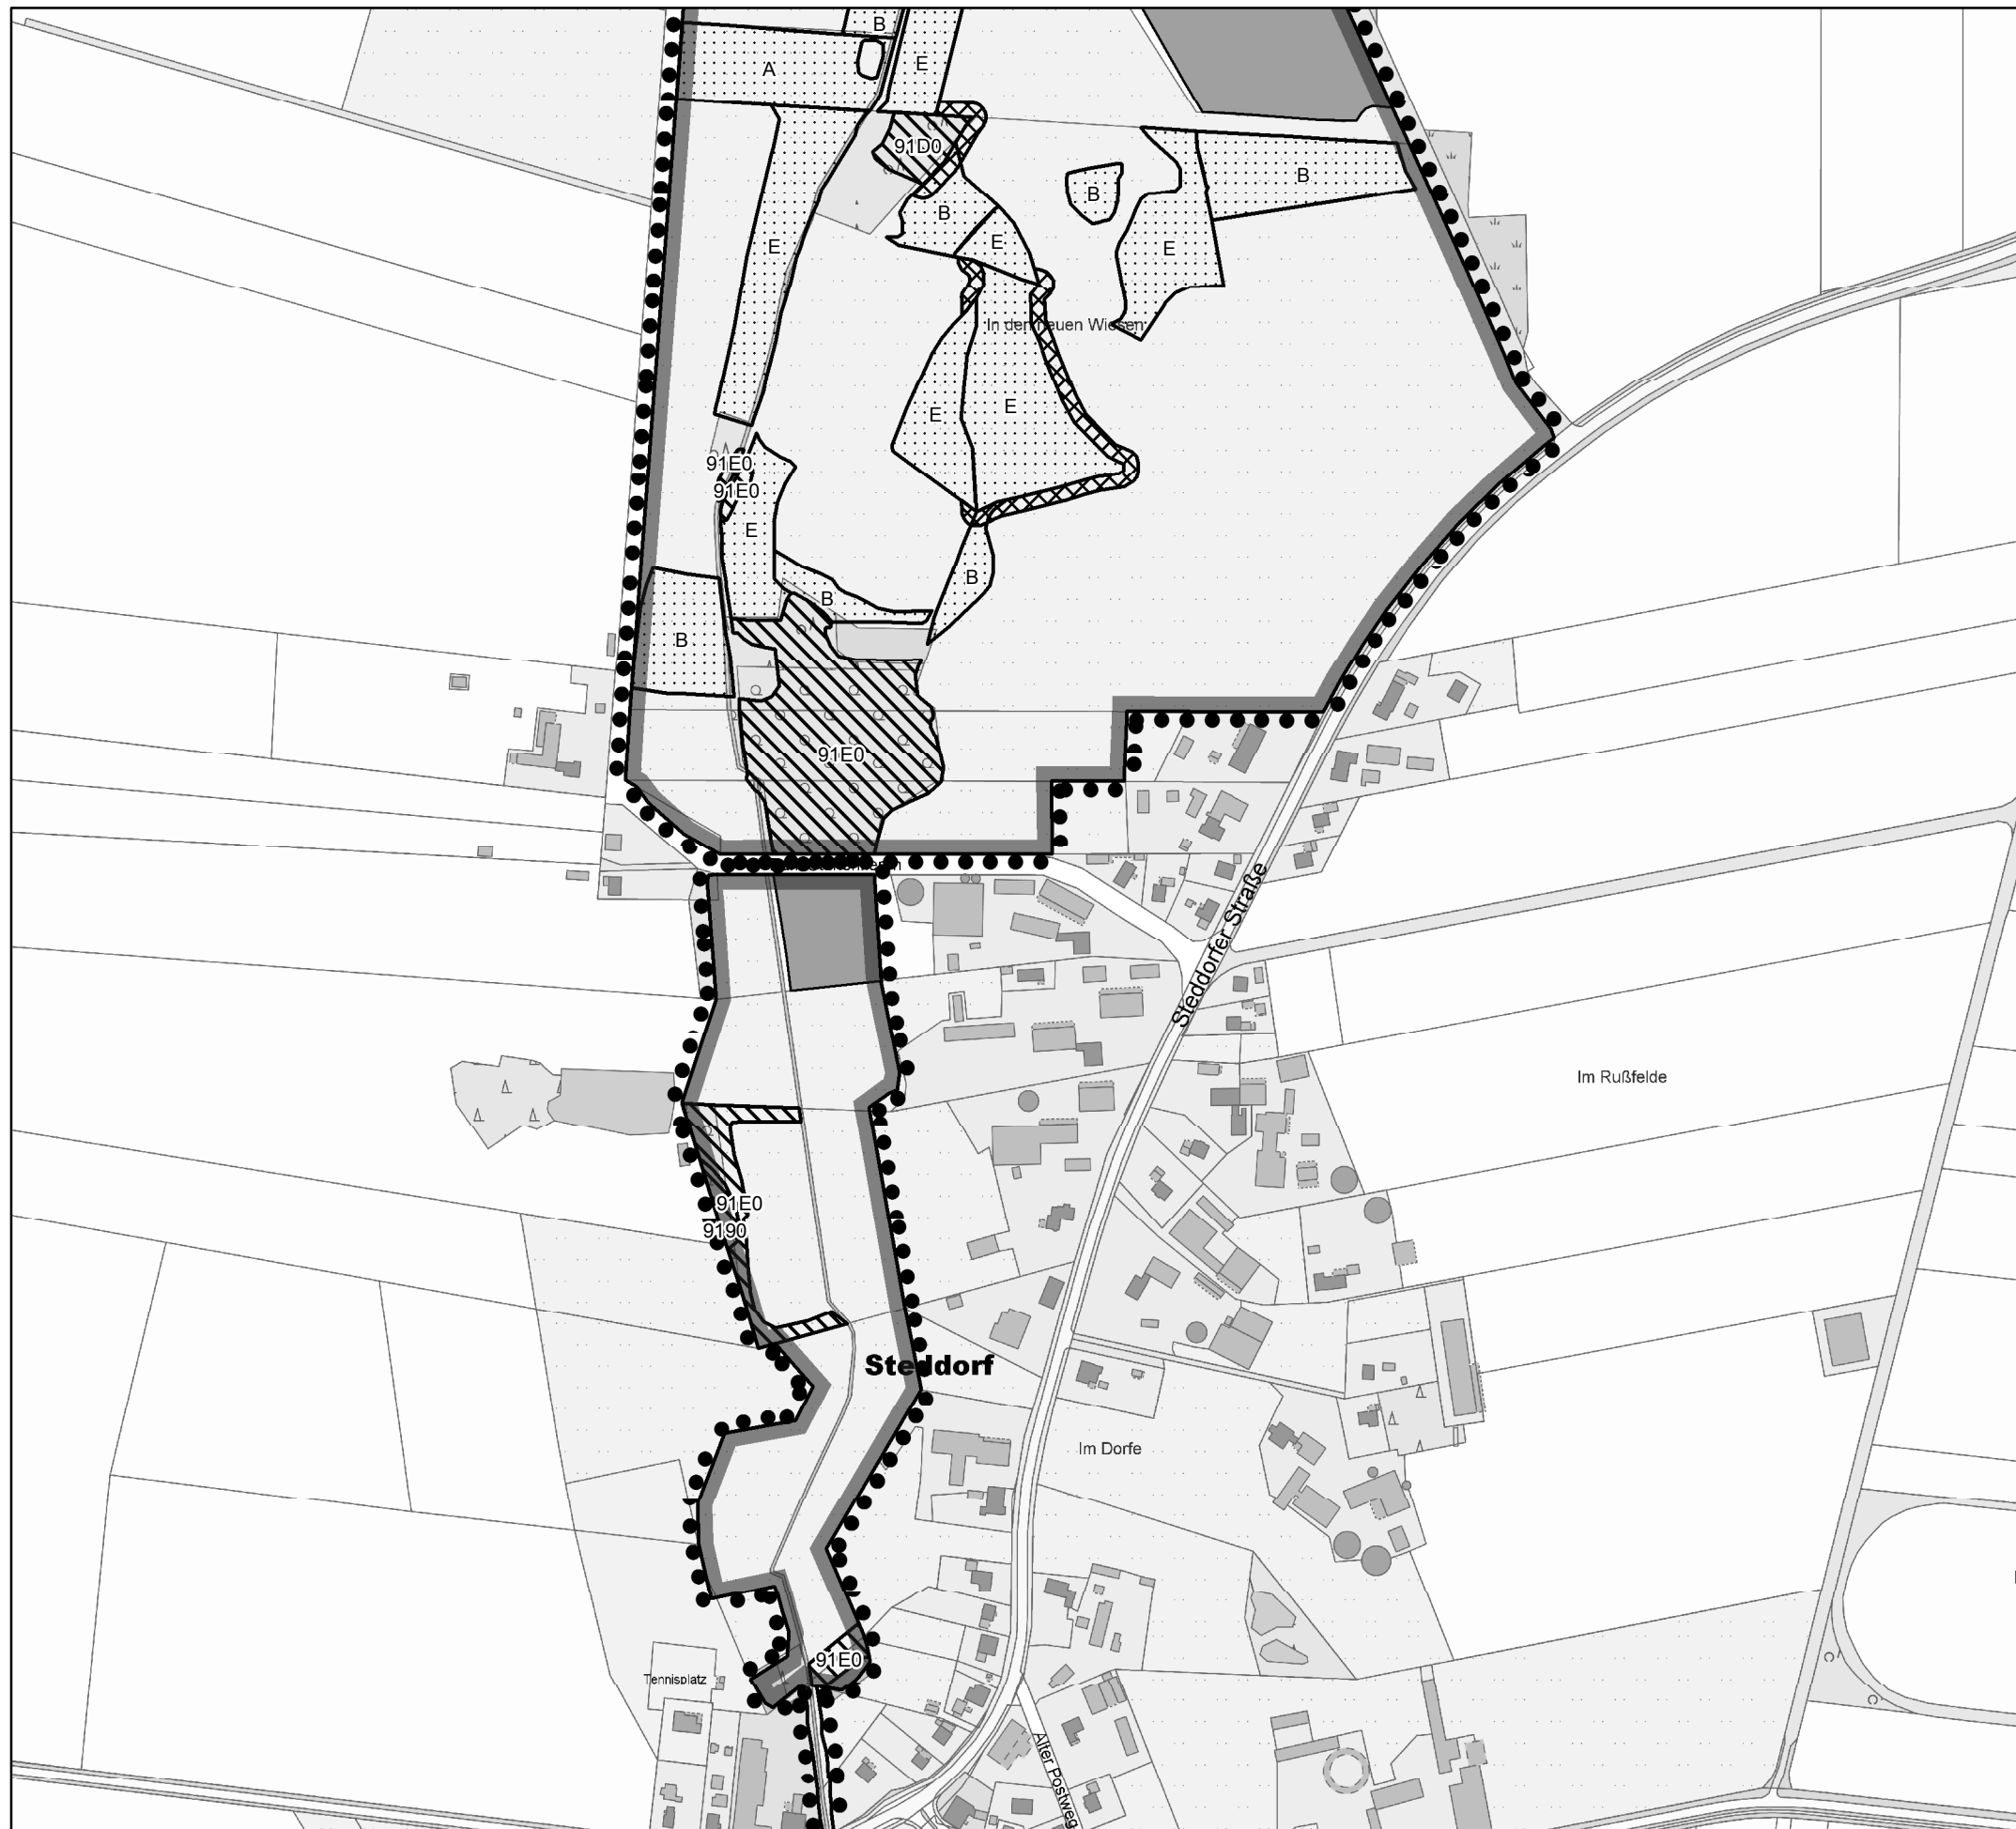 B
A
E
91D0
B
B
B
E
E
E
In den neuen Wiesen
E
E
91E0
91E0
E
B
B
B
91E0
Steddorfer Straße
Im Rußfelde
91E0
9190
Steddorf
Im Dorfe
91E0
Tennisplatz
Alter Postweg